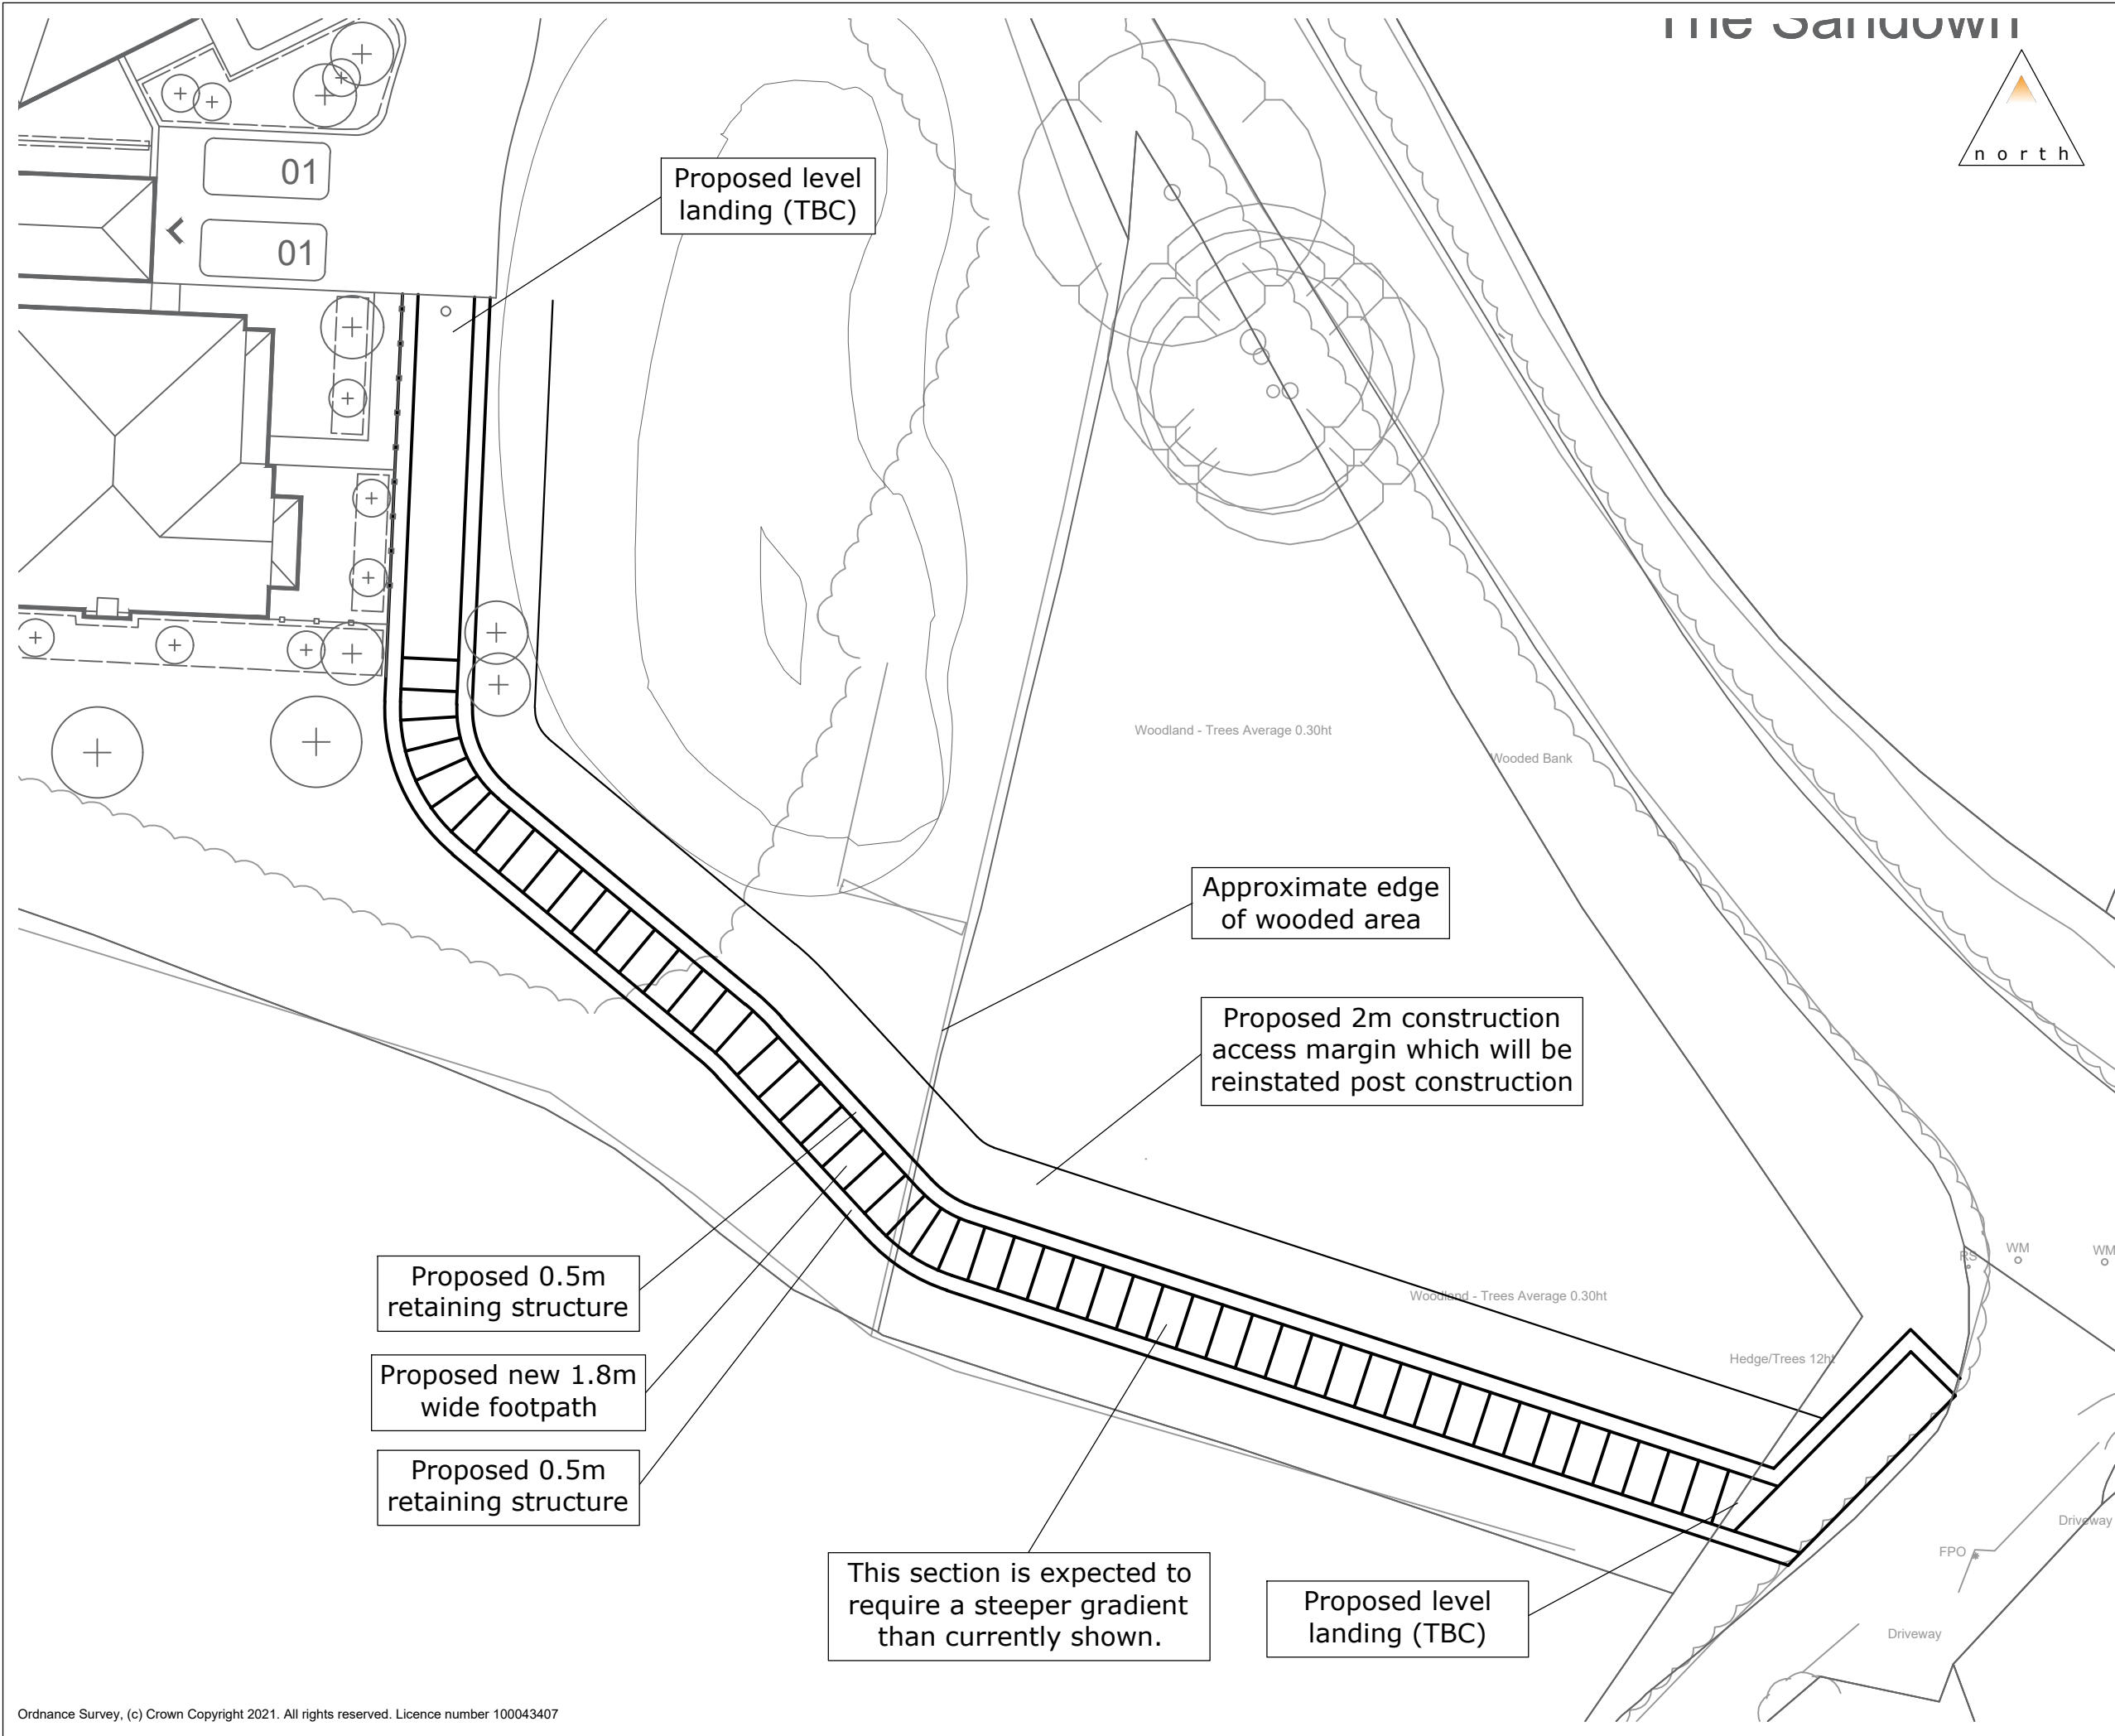 The Sandown
north
01
01
Proposed level
landing (TBC)
Woodland - Trees Average 0.30ht
Wooded Bank
Approximate edge
of wooded area
Proposed 2m construction
access margin which will be
reinstated post construction
RS
WM
WM
Proposed 0.5m
retaining structure
Woodland - Trees Average 0.30ht
Hedge/Trees 12ht
Proposed new 1.8m
wide footpath
Proposed 0.5m
retaining structure
Driveway
FPO
This section is expected to
require a steeper gradient
than currently shown.
Proposed level
landing (TBC)
Driveway
Ordnance Survey, (c) Crown Copyright 2021. All rights reserved. Licence number 100043407